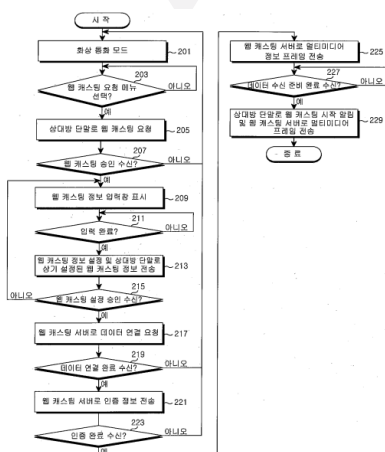 시 작
화상 통화 모드
201
203
웹 캐스팅 요청 메뉴
선택?
아니오
예
상대방 단말로 웹 캐스팅 요청
205
207
웹 캐스팅 승인 수신?
아니오
예
웹 캐스팅 정보 입력창 표시
209
211
입력 완료?
아니오
예
웹 캐스팅 정보 설정 및 상대방 단말로
상기 설정된 웹 캐스팅 정보 전송
213
215
웹 캐스팅 설정 승인 수신?
아니오
예
웹 캐스팅 서버로 데이터 연결 요청
217
219
데이터 연결 완료 수신?
아니오
예
웹 캐스팅 서버로 인증 정보 전송
221
223
인증 완료 수신?
아니오
예
웹 캐스팅 서버로 멀티미디어
정보 프레임 전송
225
227
데이터 수신 준비 완료 수신?
아니오
예
상대방 단말로 웹 캐스팅 시작 알림
및 웹 캐스팅 서버로 멀티미디어
프레임 전송
229
종 료